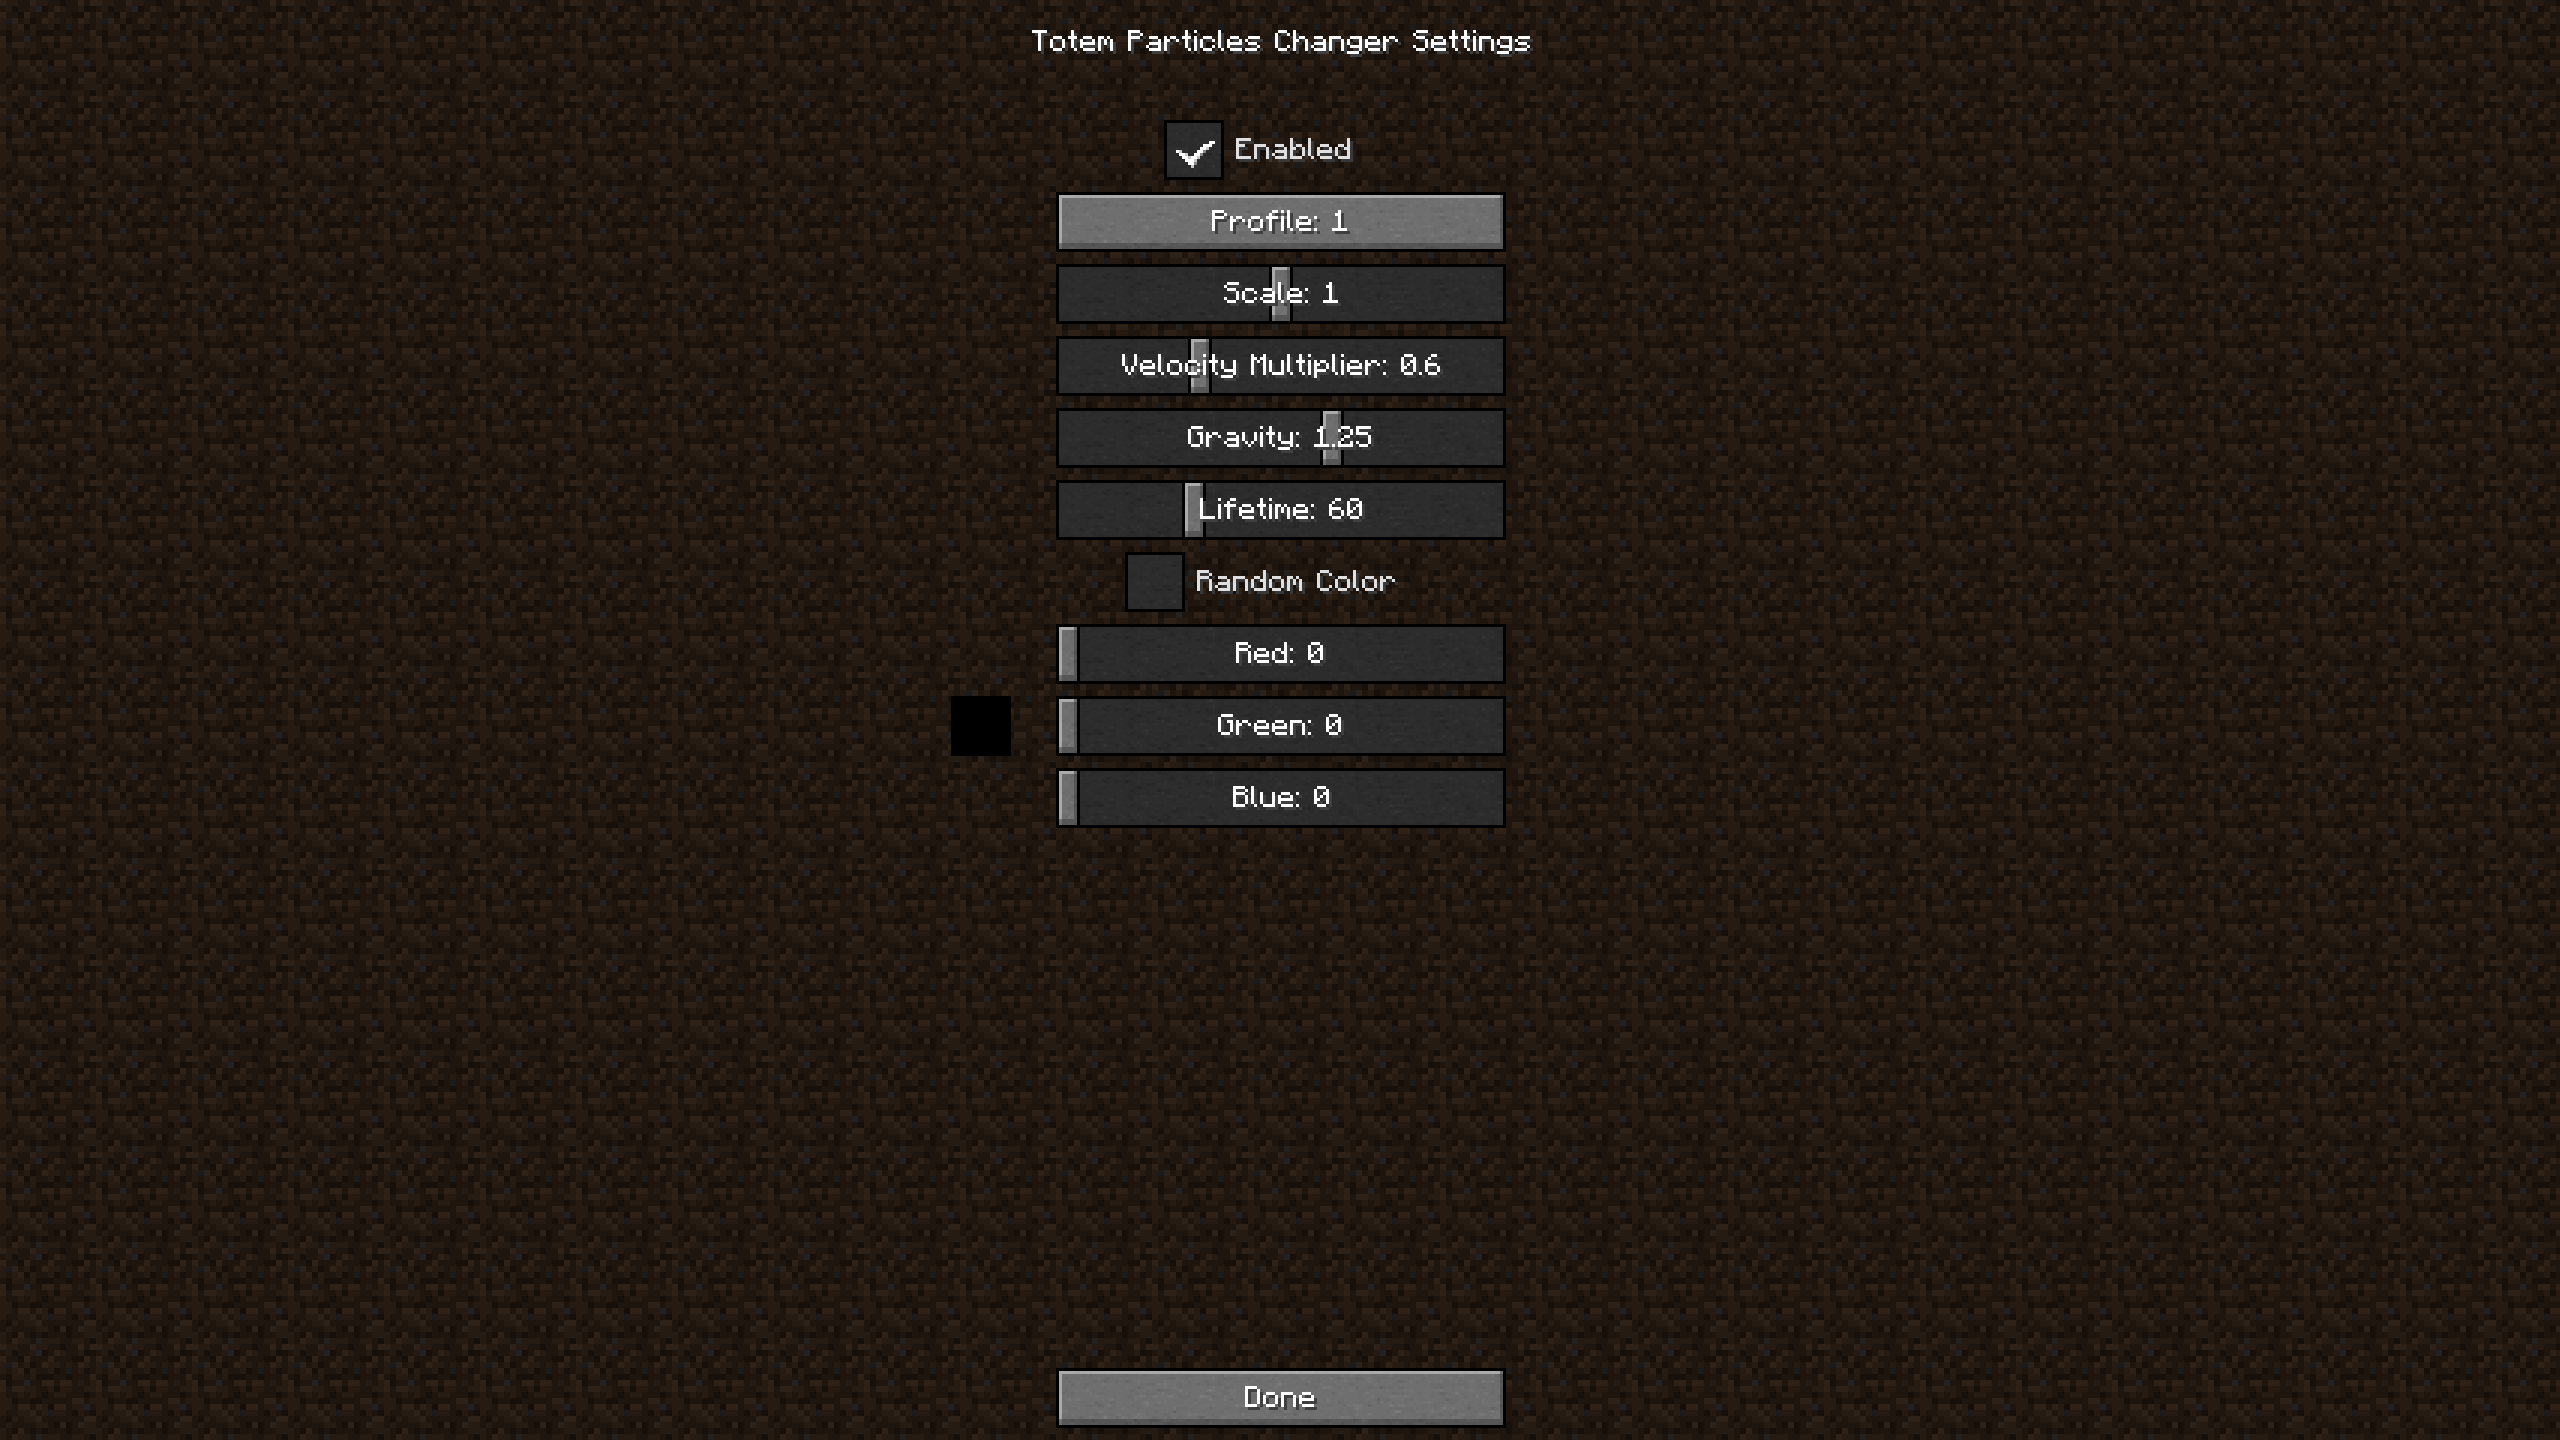 Totem Particles Changer Settings
Enabled
Profile: 1
Scale: 1
Velocity Multiplier: 0.6
Gravity: 1.25
Lifetime: 60
Random Color
Red: 0
Green: 0
Blue: 0
Done